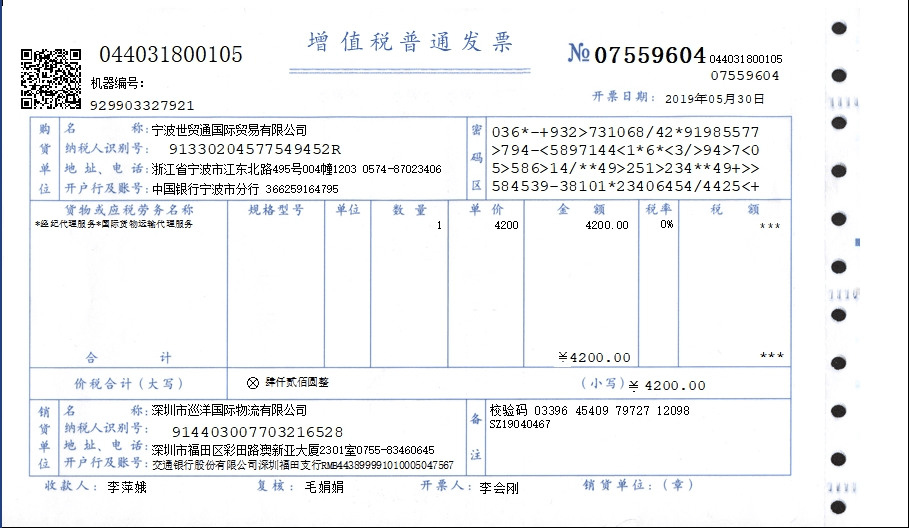 增值税普通发票
044031800105
№ 07559604
044031800105
07559604
机器编号:
929903327921
开票日期: 2019年05月30日
购货单位
名 称: 宁波世贸通国际贸易有限公司
纳税人识别号: 91330204577549452R
地 址、电 话: 浙江省宁波市江东北路495号004幢1203 0574-87023406
开户行及账号: 中国银行宁波市分行 366259164795
密码区
036*-+932>731068/42*91985577
>794-<5897144<1*6*<3/>94>7<0
5>586>14/**49>251>234**49+>>
584539-38101*23406454/4425<+
货物或应税劳务名称 规格型号 单位 数 量 单 价 金 额 税率 税 额
*经纪代理服务*国际货物运输代理服务 1 4200 4200.00 0% ***
合 计 ¥4200.00 ***
价税合计（大写） ⊗ 肆仟贰佰圆整 （小写）¥ 4200.00
销货单位
名 称: 深圳市巡洋国际物流有限公司
纳税人识别号: 914403007703216528
地 址、电 话: 深圳市福田区彩田路澳新亚大厦2301室0755-83460645
开户行及账号: 交通银行股份有限公司深圳福田支行RMB443899991010005047567
备注
校验码 03396 45409 79727 12098
SZ19040467
收款人: 李萍娥 复核: 毛娟娟 开票人: 李会刚 销货单位:（章）